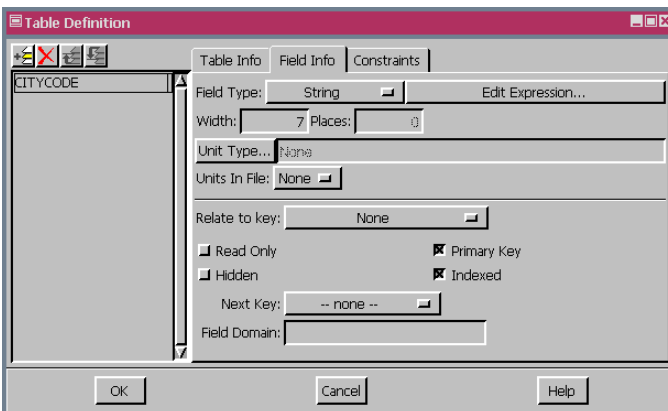 Table Definition
Table Info Field Info Constraints
CITYCODE
Field Type: String Edit Expression...
Width: 7 Places: 0
Unit Type... None
Units In File: None
Relate to key: None
Read Only Primary Key
Hidden Indexed
Next Key: -- none --
Field Domain:
OK Cancel Help